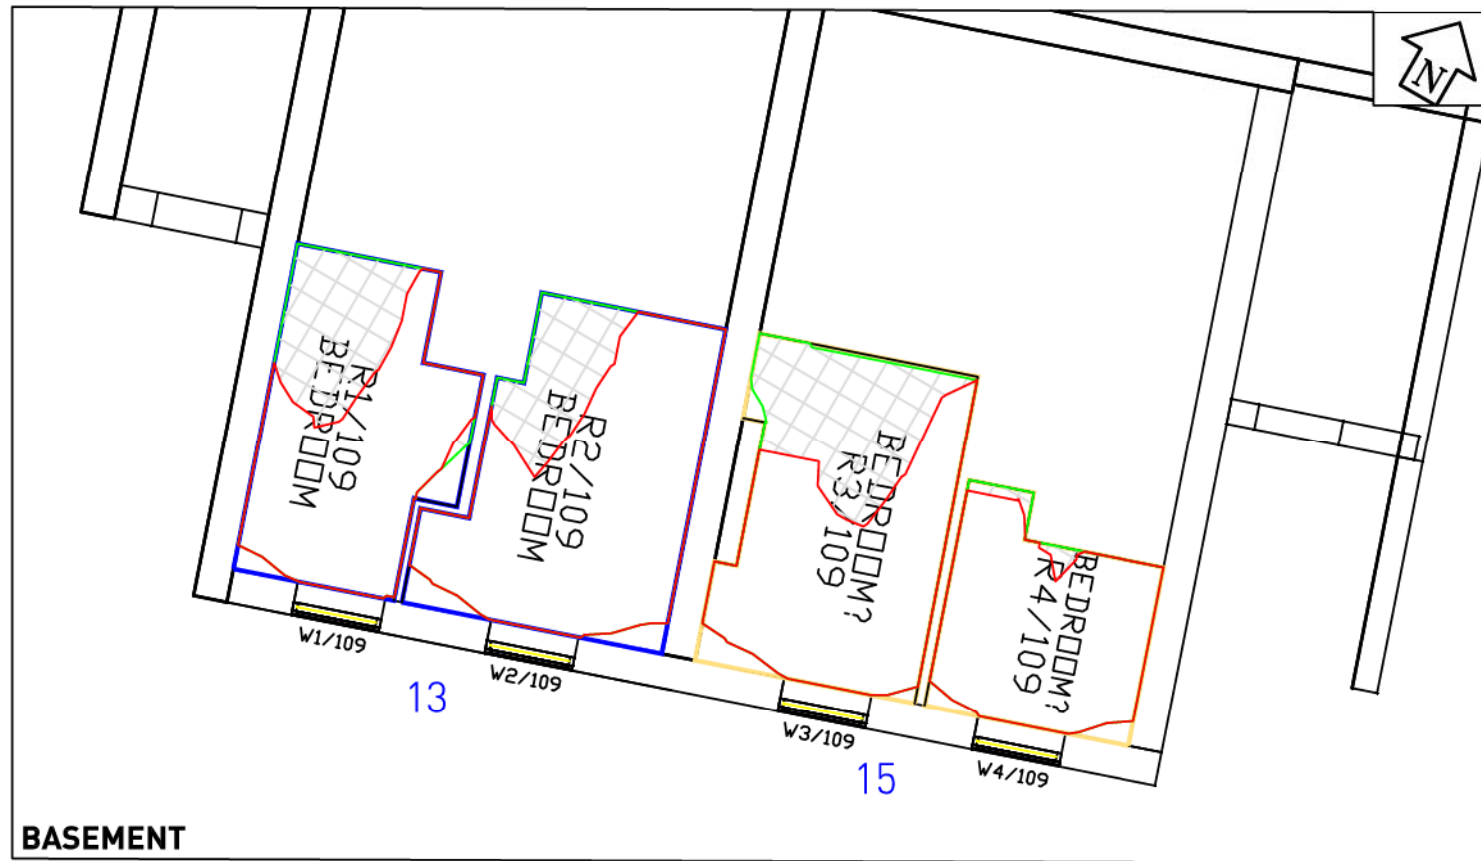 N
R1/109
BEDROOM
R2/109
BEDROOM
BEDROOM?
R3/109
BEDROOM?
R4/109
W1/109
W2/109
W3/109
W4/109
13
15
BASEMENT